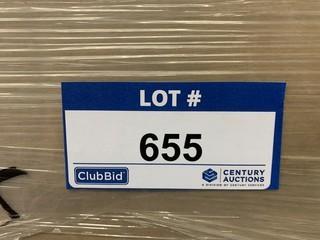 LOT #
655
ClubBid
CENTURY
AUCTIONS
A DIVISION OF CENTURY SERVICES